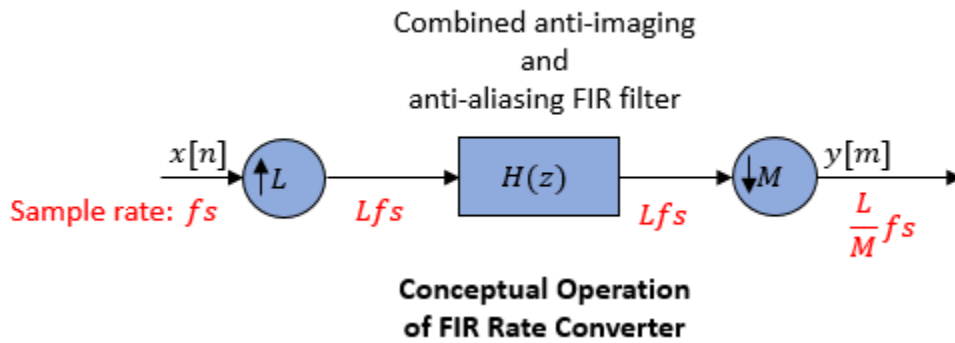 Combined anti-imaging
and
anti-aliasing FIR filter
x[n]
↑L
H(z)
↓M
y[m]
Sample rate: fs
Lfs
Lfs
L/M fs
Conceptual Operation
of FIR Rate Converter